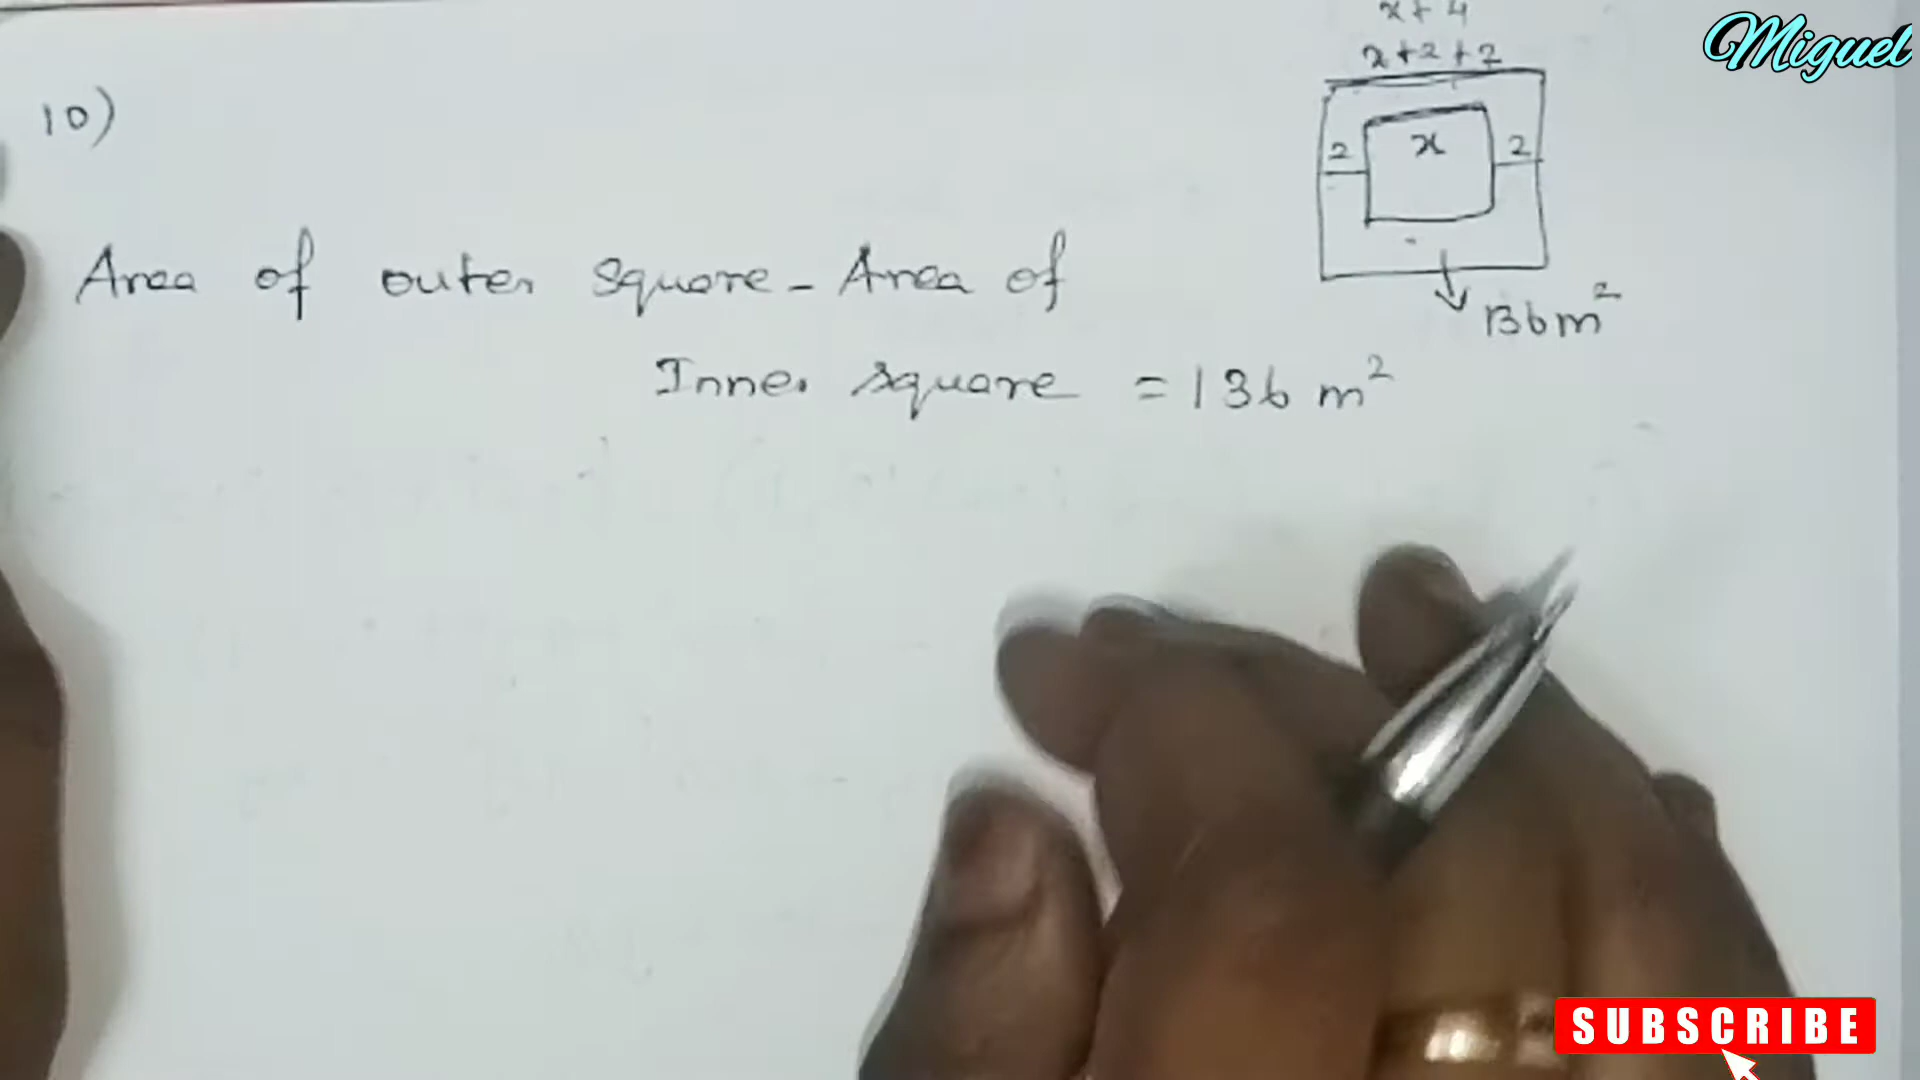 x + 4
x + 2 + 2
Miguel
10)
2 x 2
Area of outer square - Area of
136m²
Inner square = 136 m²
SUBSCRIBE